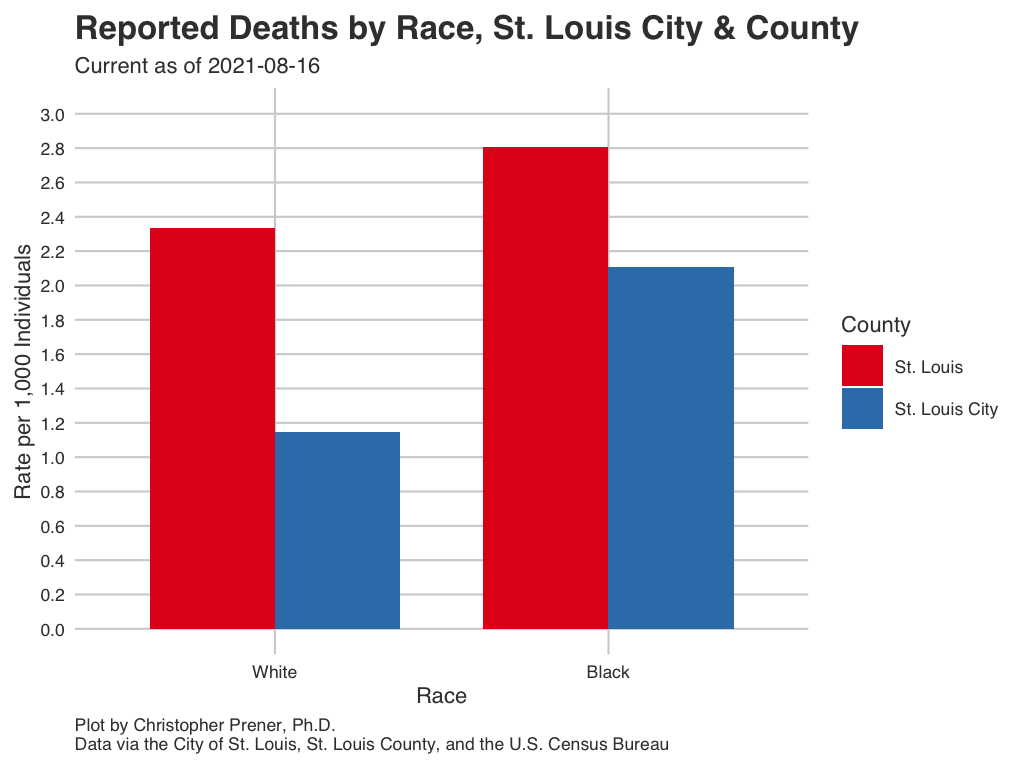 Reported Deaths by Race, St. Louis City & County
Current as of 2021-08-16
Rate per 1,000 Individuals
3.0
2.8
2.6
2.4
2.2
2.0
1.8
1.6
1.4
1.2
1.0
0.8
0.6
0.4
0.2
0.0
White
Black
Race
County
St. Louis
St. Louis City
Plot by Christopher Prener, Ph.D.
Data via the City of St. Louis, St. Louis County, and the U.S. Census Bureau